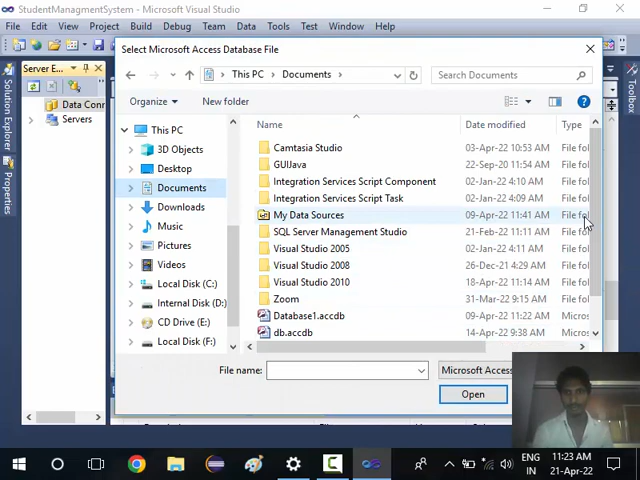 StudentManagmentSystem - Microsoft Visual Studio
File Edit View Project Build Debug Team Data Tools Test Window Help
Select Microsoft Access Database File
This PC Documents
Search Documents
Organize New folder
Server E...
Data Conn
Servers
Solution Explorer
Properties
Toolbox
This PC
3D Objects
Desktop
Documents
Downloads
Music
Pictures
Videos
Local Disk (C:)
Internal Disk (D:)
CD Drive (E:)
Local Disk (F:)
Name Date modified Type
Camtasia Studio 03-Apr-22 10:53 AM File fol
GUIJava 22-Sep-20 11:54 AM File fol
Integration Services Script Component 02-Jan-22 4:10 AM File fol
Integration Services Script Task 02-Jan-22 4:09 AM File fol
My Data Sources 09-Apr-22 11:41 AM File fol
SQL Server Management Studio 21-Feb-22 11:11 AM File fol
Visual Studio 2005 02-Jan-22 4:11 AM File fol
Visual Studio 2008 26-Dec-21 4:29 AM File fol
Visual Studio 2010 18-Apr-22 11:14 AM File fol
Zoom 31-Mar-22 9:15 AM File fol
Database1.accdb 09-Apr-22 11:22 AM Micros
db.accdb 14-Apr-22 9:38 AM Micros
File name: Microsoft Access
Open
ENG
IN
11:23 AM
21-Apr-22